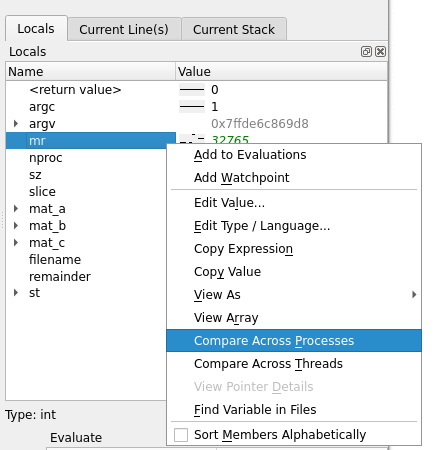 Locals Current Line(s) Current Stack
Locals
Name Value
<return value> 0
argc 1
argv 0x7ffde6c869d8
mr 32765
nproc
sz
slice
mat_a
mat_b
mat_c
filename
remainder
st
Add to Evaluations
Add Watchpoint
Edit Value...
Edit Type / Language...
Copy Expression
Copy Value
View As
View Array
Compare Across Processes
Compare Across Threads
View Pointer Details
Find Variable in Files
Sort Members Alphabetically
Type: int
Evaluate